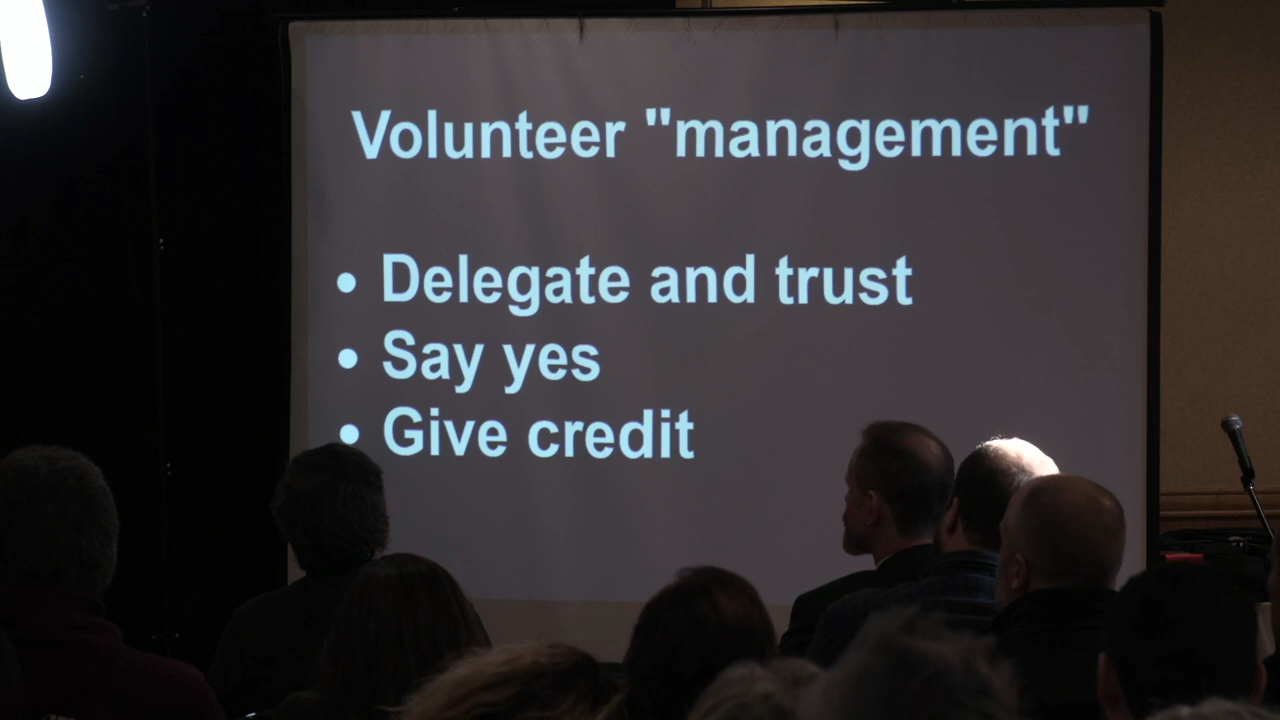 Volunteer "management"
• Delegate and trust
• Say yes
• Give credit